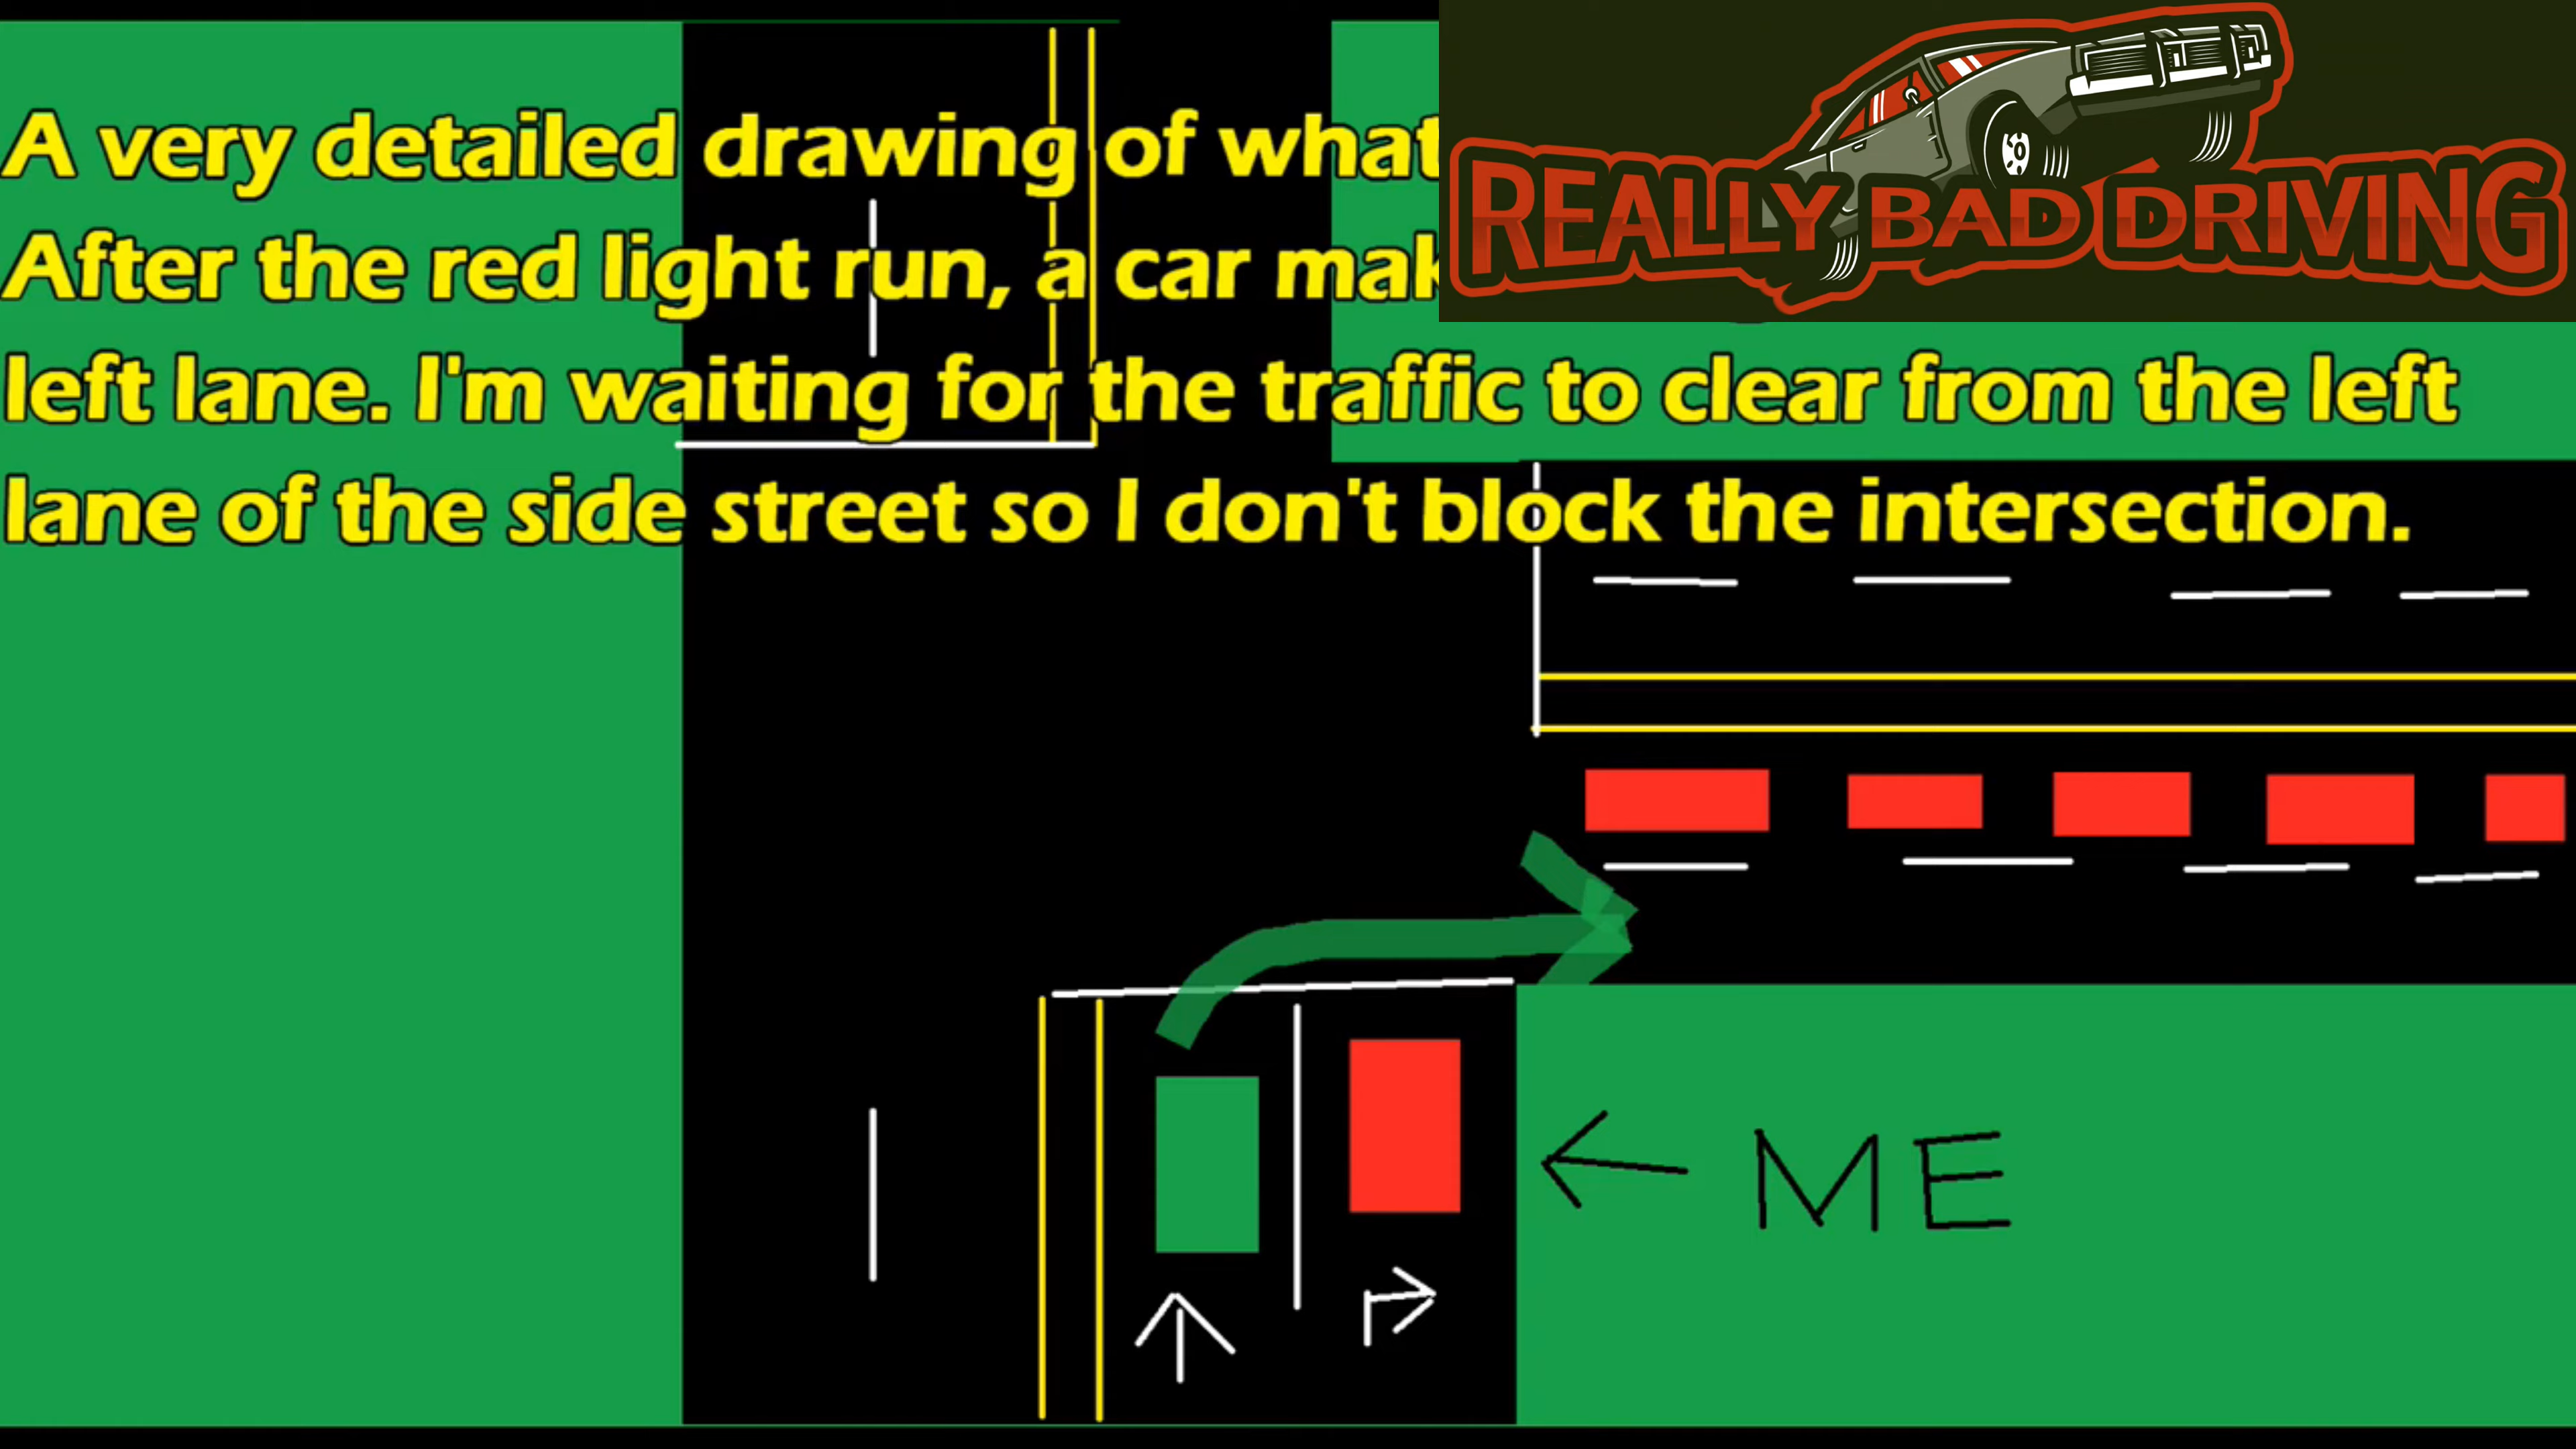 A very detailed drawing of what
After the red light run, a car
left lane. I'm waiting for the traffic to clear from the left
lane of the side street so I don't block the intersection.
REALLY BAD DRIVING
ME